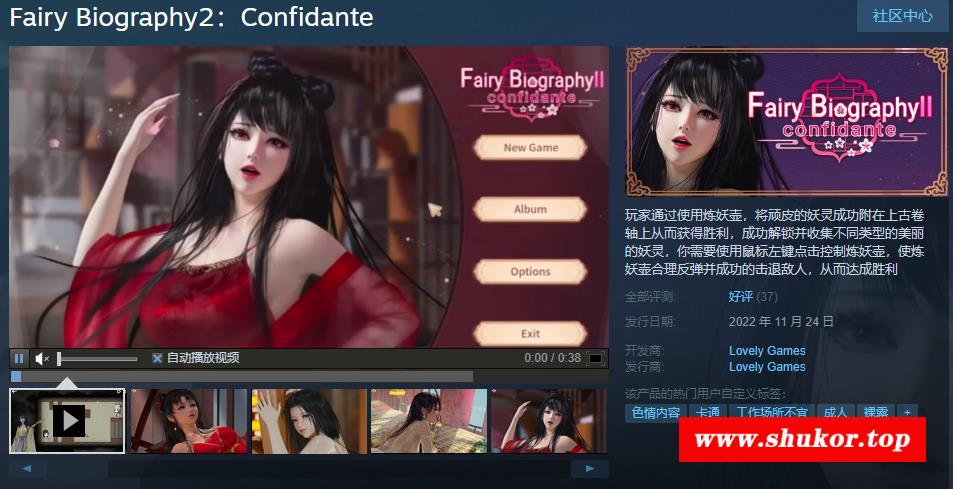 Fairy Biography2：Confidante
社区中心
Fairy BiographyII
confidante
New Game
Album
Options
Exit
自动播放视频
0:00 / 0:38
Fairy BiographyII
confidante
玩家通过使用炼妖壶，将顽皮的妖灵成功附在上古卷
轴上从而获得胜利，成功解锁并收集不同类型的美丽
的妖灵，你需要使用鼠标左键点击控制炼妖壶，使炼
妖壶合理反弹并成功的击退敌人，从而达成胜利
全部评测: 好评 (37)
发行日期: 2022 年 11 月 24 日
开发商: Lovely Games
发行商: Lovely Games
该产品的热门用户自定义标签：
色情内容 卡通 工作场所不宜 成人 裸露 +
www.shukor.top